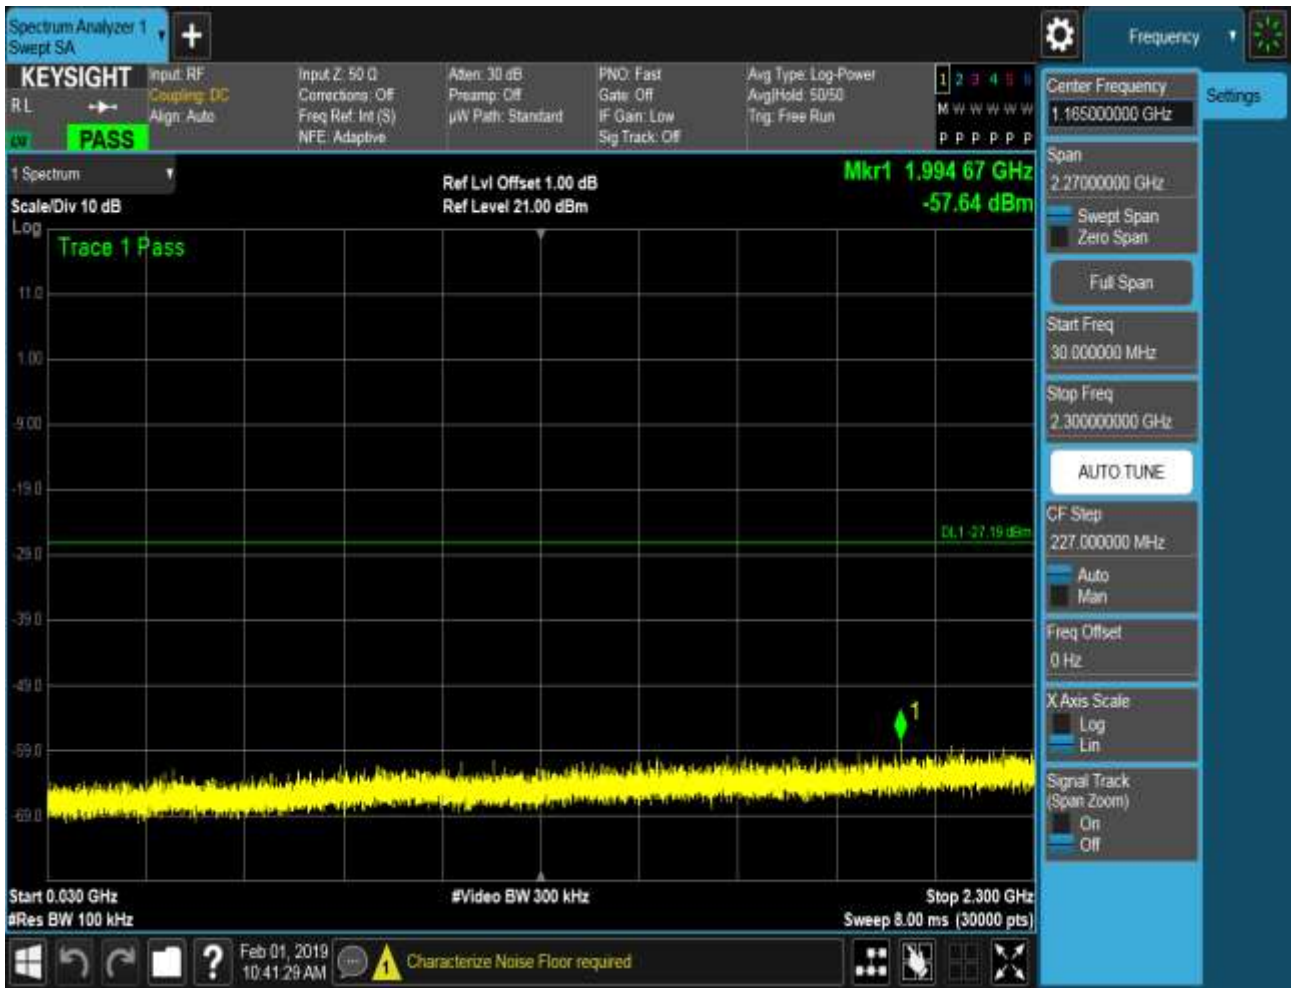 Spectrum Analyzer 1
Swept SA
Frequency
KEYSIGHT
R L
PASS
Input: RF
Coupling: DC
Align: Auto
Input Z: 50 Ω
Corrections: Off
Freq Ref: Int (S)
NFE: Adaptive
Atten: 30 dB
Preamp: Off
µW Path: Standard
PNO: Fast
Gate: Off
IF Gain: Low
Sig Track: Off
Avg Type: Log-Power
Avg|Hold: 50/50
Trig: Free Run
1 2 3 4 5 6
M W W W W W
P P P P P P
1 Spectrum
Scale/Div 10 dB
Log
Ref Lvl Offset 1.00 dB
Ref Level 21.00 dBm
Mkr1 1.994 67 GHz
-57.64 dBm
Trace 1 Pass
11.0
1.00
-9.00
-19.0
DL1 -27.19 dBm
-29.0
-39.0
-49.0
1
-59.0
-69.0
Start 0.030 GHz
#Res BW 100 kHz
#Video BW 300 kHz
Stop 2.300 GHz
Sweep 8.00 ms (30000 pts)
Center Frequency
1.165000000 GHz
Settings
Span
2.27000000 GHz
Swept Span
Zero Span
Full Span
Start Freq
30.000000 MHz
Stop Freq
2.300000000 GHz
AUTO TUNE
CF Step
227.000000 MHz
Auto
Man
Freq Offset
0 Hz
X Axis Scale
Log
Lin
Signal Track
(Span Zoom)
On
Off
?
Feb 01, 2019
10:41:29 AM
1
Characterize Noise Floor required